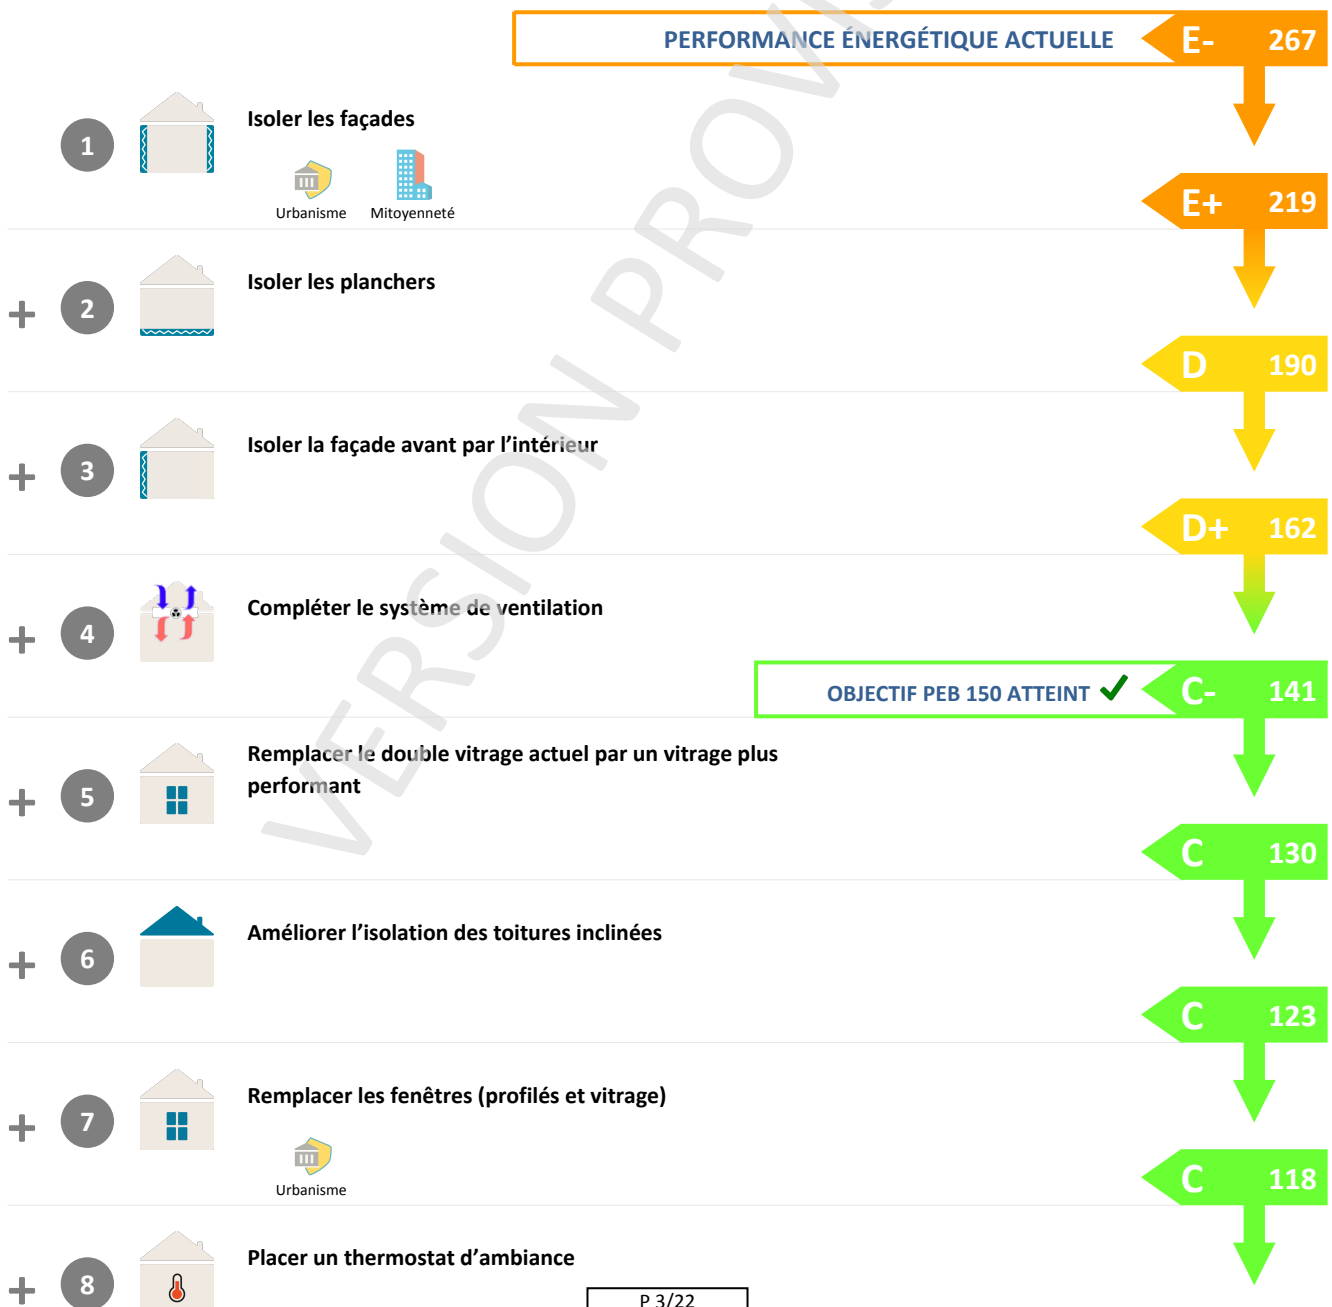 PERFORMANCE ÉNERGÉTIQUE ACTUELLE E- 267
1 Isoler les façades
Urbanisme Mitoyenneté
E+ 219
+ 2 Isoler les planchers
D 190
+ 3 Isoler la façade avant par l’intérieur
D+ 162
+ 4 Compléter le système de ventilation
OBJECTIF PEB 150 ATTEINT C- 141
+ 5 Remplacer le double vitrage actuel par un vitrage plus
performant
C 130
+ 6 Améliorer l’isolation des toitures inclinées
C 123
+ 7 Remplacer les fenêtres (profilés et vitrage)
Urbanisme
C 118
+ 8 Placer un thermostat d’ambiance
P 3/22
VERSION PROVIS